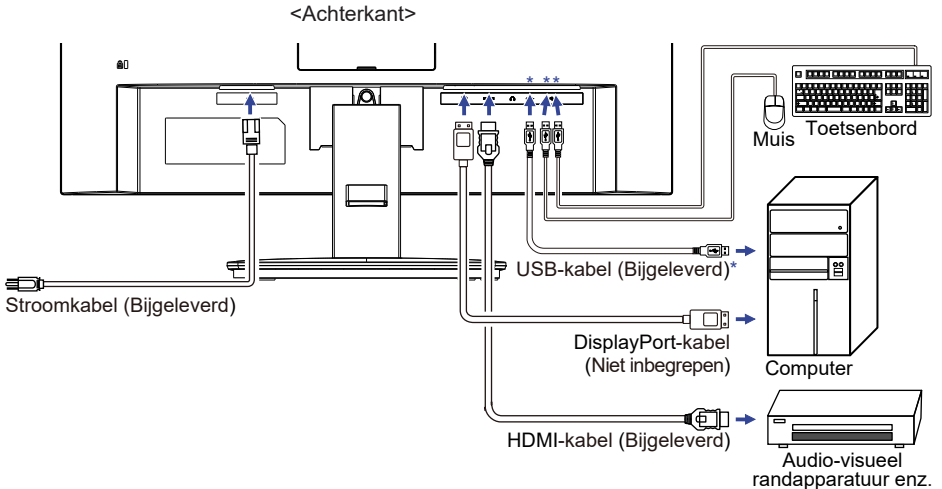 <Achterkant>
* * *
Muis
Toetsenbord
USB-kabel (Bijgeleverd)*
Stroomkabel (Bijgeleverd)
DisplayPort-kabel
(Niet inbegrepen)
Computer
HDMI-kabel (Bijgeleverd)
Audio-visueel
randapparatuur enz.